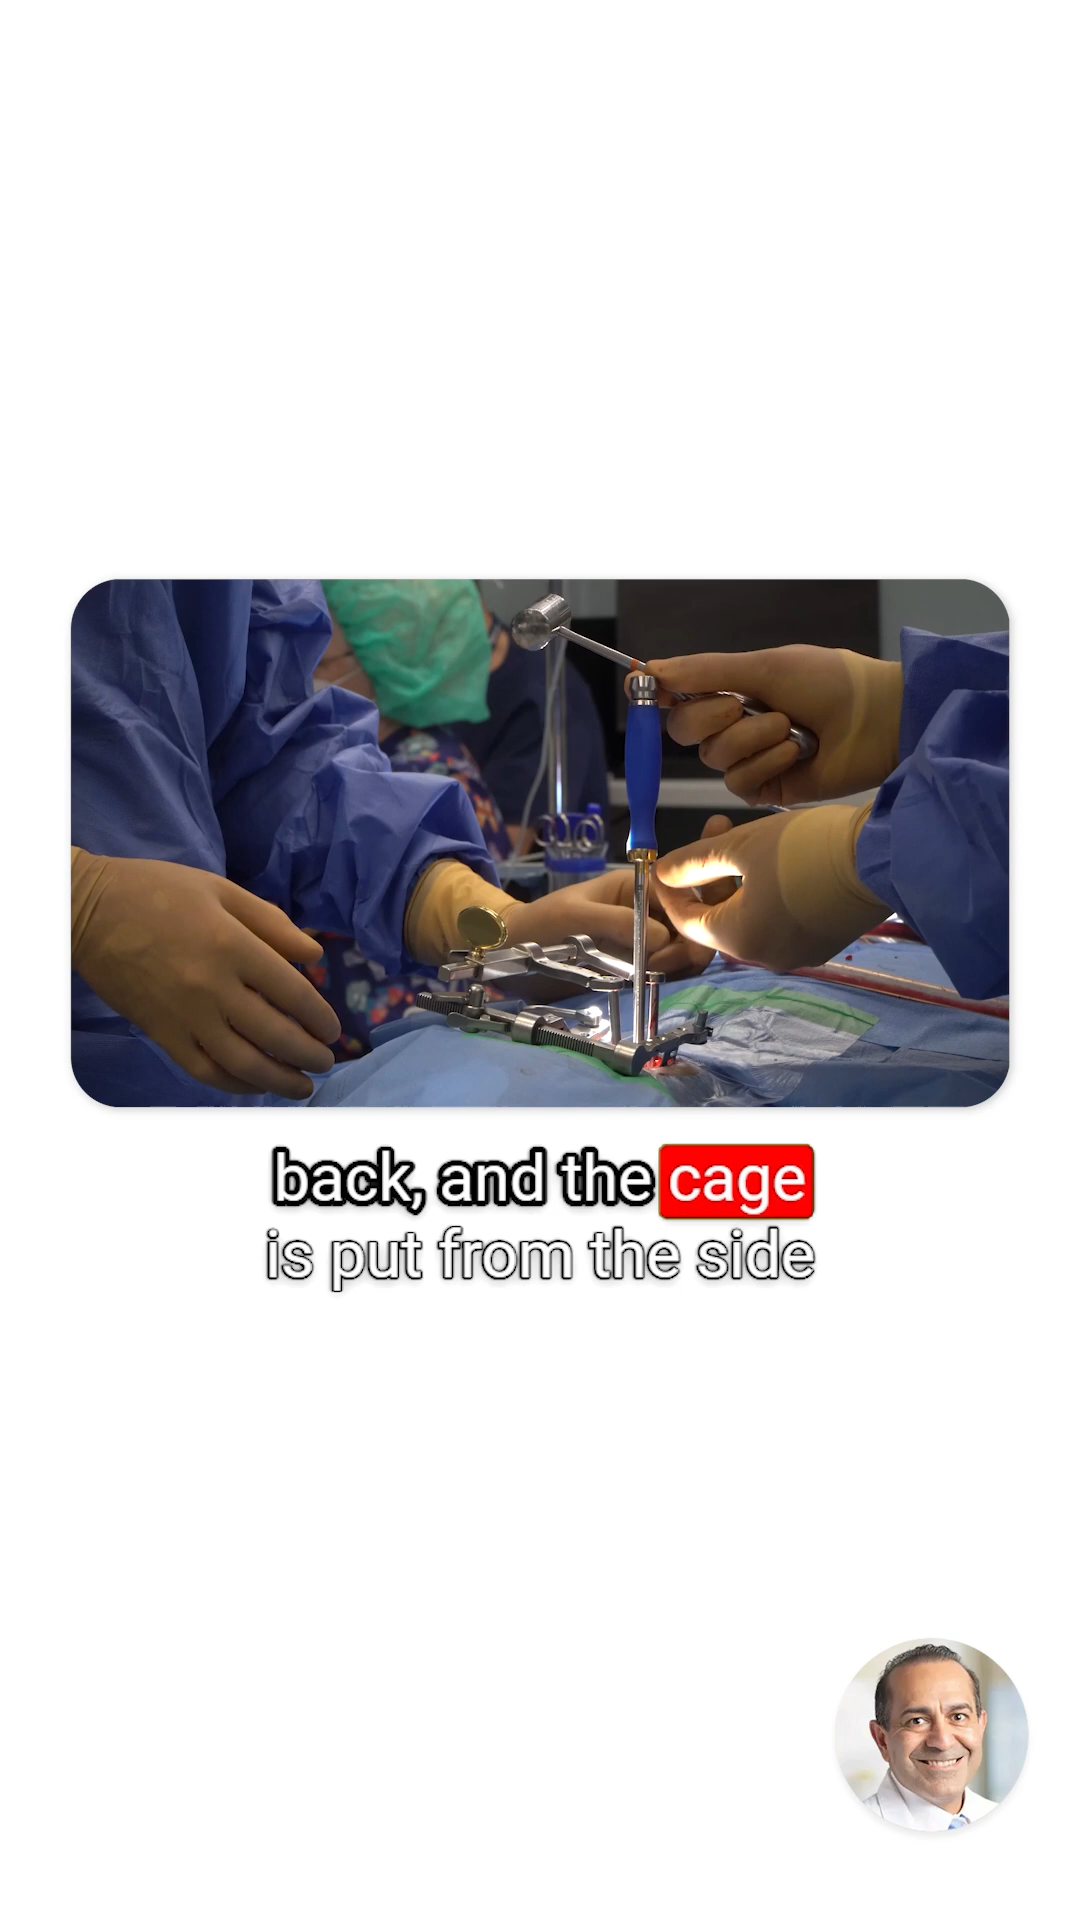 back, and the cage
is put from the side